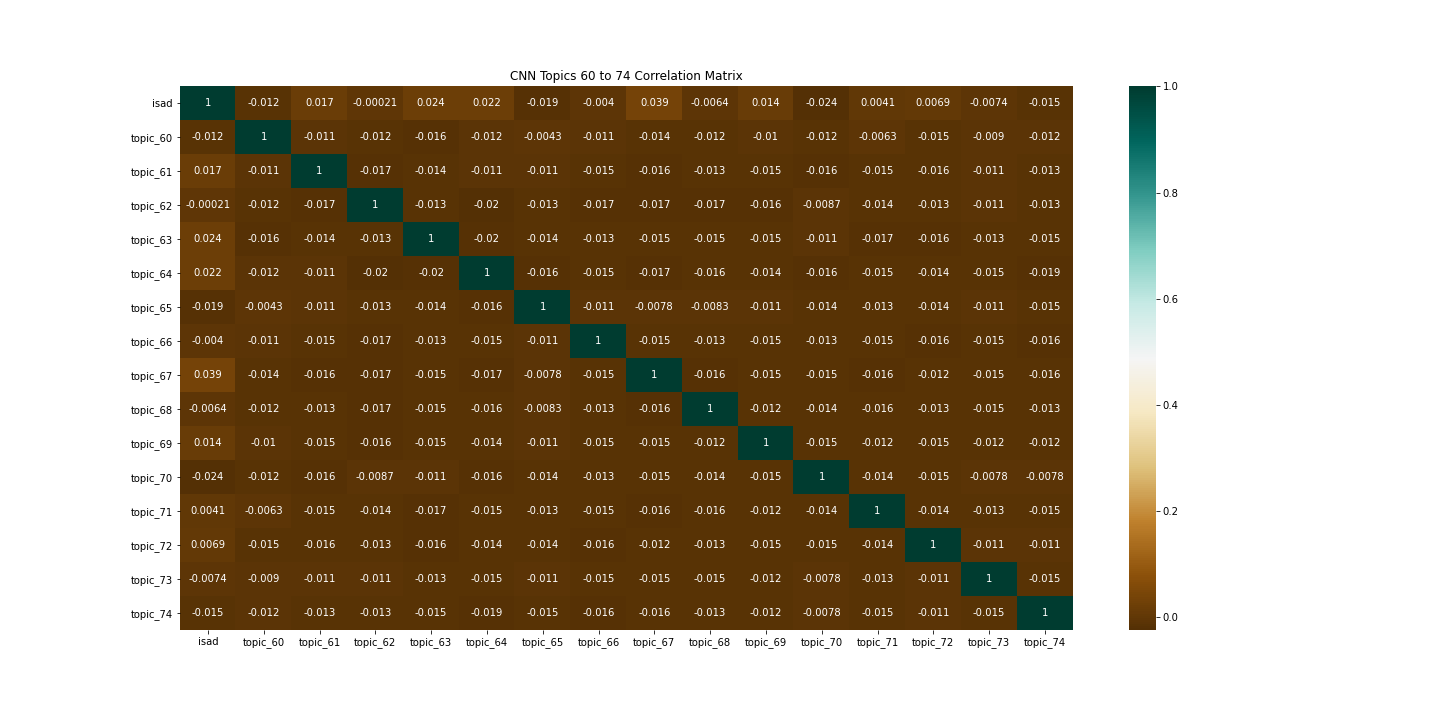 CNN Topics 60 to 74 Correlation Matrix
isad 1 -0.012 0.017 -0.00021 0.024 0.022 -0.019 -0.004 0.039 -0.0064 0.014 -0.024 0.0041 0.0069 -0.0074 -0.015
topic_60 -0.012 1 -0.011 -0.012 -0.016 -0.012 -0.0043 -0.011 -0.014 -0.012 -0.01 -0.012 -0.0063 -0.015 -0.009 -0.012
topic_61 0.017 -0.011 1 -0.017 -0.014 -0.011 -0.011 -0.015 -0.016 -0.013 -0.015 -0.016 -0.015 -0.016 -0.011 -0.013
topic_62 -0.00021 -0.012 -0.017 1 -0.013 -0.02 -0.013 -0.017 -0.017 -0.017 -0.016 -0.0087 -0.014 -0.013 -0.011 -0.013
topic_63 0.024 -0.016 -0.014 -0.013 1 -0.02 -0.014 -0.013 -0.015 -0.015 -0.015 -0.011 -0.017 -0.016 -0.013 -0.015
topic_64 0.022 -0.012 -0.011 -0.02 -0.02 1 -0.016 -0.015 -0.017 -0.016 -0.014 -0.016 -0.015 -0.014 -0.015 -0.019
topic_65 -0.019 -0.0043 -0.011 -0.013 -0.014 -0.016 1 -0.011 -0.0078 -0.0083 -0.011 -0.014 -0.013 -0.014 -0.011 -0.015
topic_66 -0.004 -0.011 -0.015 -0.017 -0.013 -0.015 -0.011 1 -0.015 -0.013 -0.015 -0.013 -0.015 -0.016 -0.015 -0.016
topic_67 0.039 -0.014 -0.016 -0.017 -0.015 -0.017 -0.0078 -0.015 1 -0.016 -0.015 -0.015 -0.016 -0.012 -0.015 -0.016
topic_68 -0.0064 -0.012 -0.013 -0.017 -0.015 -0.016 -0.0083 -0.013 -0.016 1 -0.012 -0.014 -0.016 -0.013 -0.015 -0.013
topic_69 0.014 -0.01 -0.015 -0.016 -0.015 -0.014 -0.011 -0.015 -0.015 -0.012 1 -0.015 -0.012 -0.015 -0.012 -0.012
topic_70 -0.024 -0.012 -0.016 -0.0087 -0.011 -0.016 -0.014 -0.013 -0.015 -0.014 -0.015 1 -0.014 -0.015 -0.0078 -0.0078
topic_71 0.0041 -0.0063 -0.015 -0.014 -0.017 -0.015 -0.013 -0.015 -0.016 -0.016 -0.012 -0.014 1 -0.014 -0.013 -0.015
topic_72 0.0069 -0.015 -0.016 -0.013 -0.016 -0.014 -0.014 -0.016 -0.012 -0.013 -0.015 -0.015 -0.014 1 -0.011 -0.011
topic_73 -0.0074 -0.009 -0.011 -0.011 -0.013 -0.015 -0.011 -0.015 -0.015 -0.015 -0.012 -0.0078 -0.013 -0.011 1 -0.015
topic_74 -0.015 -0.012 -0.013 -0.013 -0.015 -0.019 -0.015 -0.016 -0.016 -0.013 -0.012 -0.0078 -0.015 -0.011 -0.015 1
isad topic_60 topic_61 topic_62 topic_63 topic_64 topic_65 topic_66 topic_67 topic_68 topic_69 topic_70 topic_71 topic_72 topic_73 topic_74
1.0
0.8
0.6
0.4
0.2
0.0